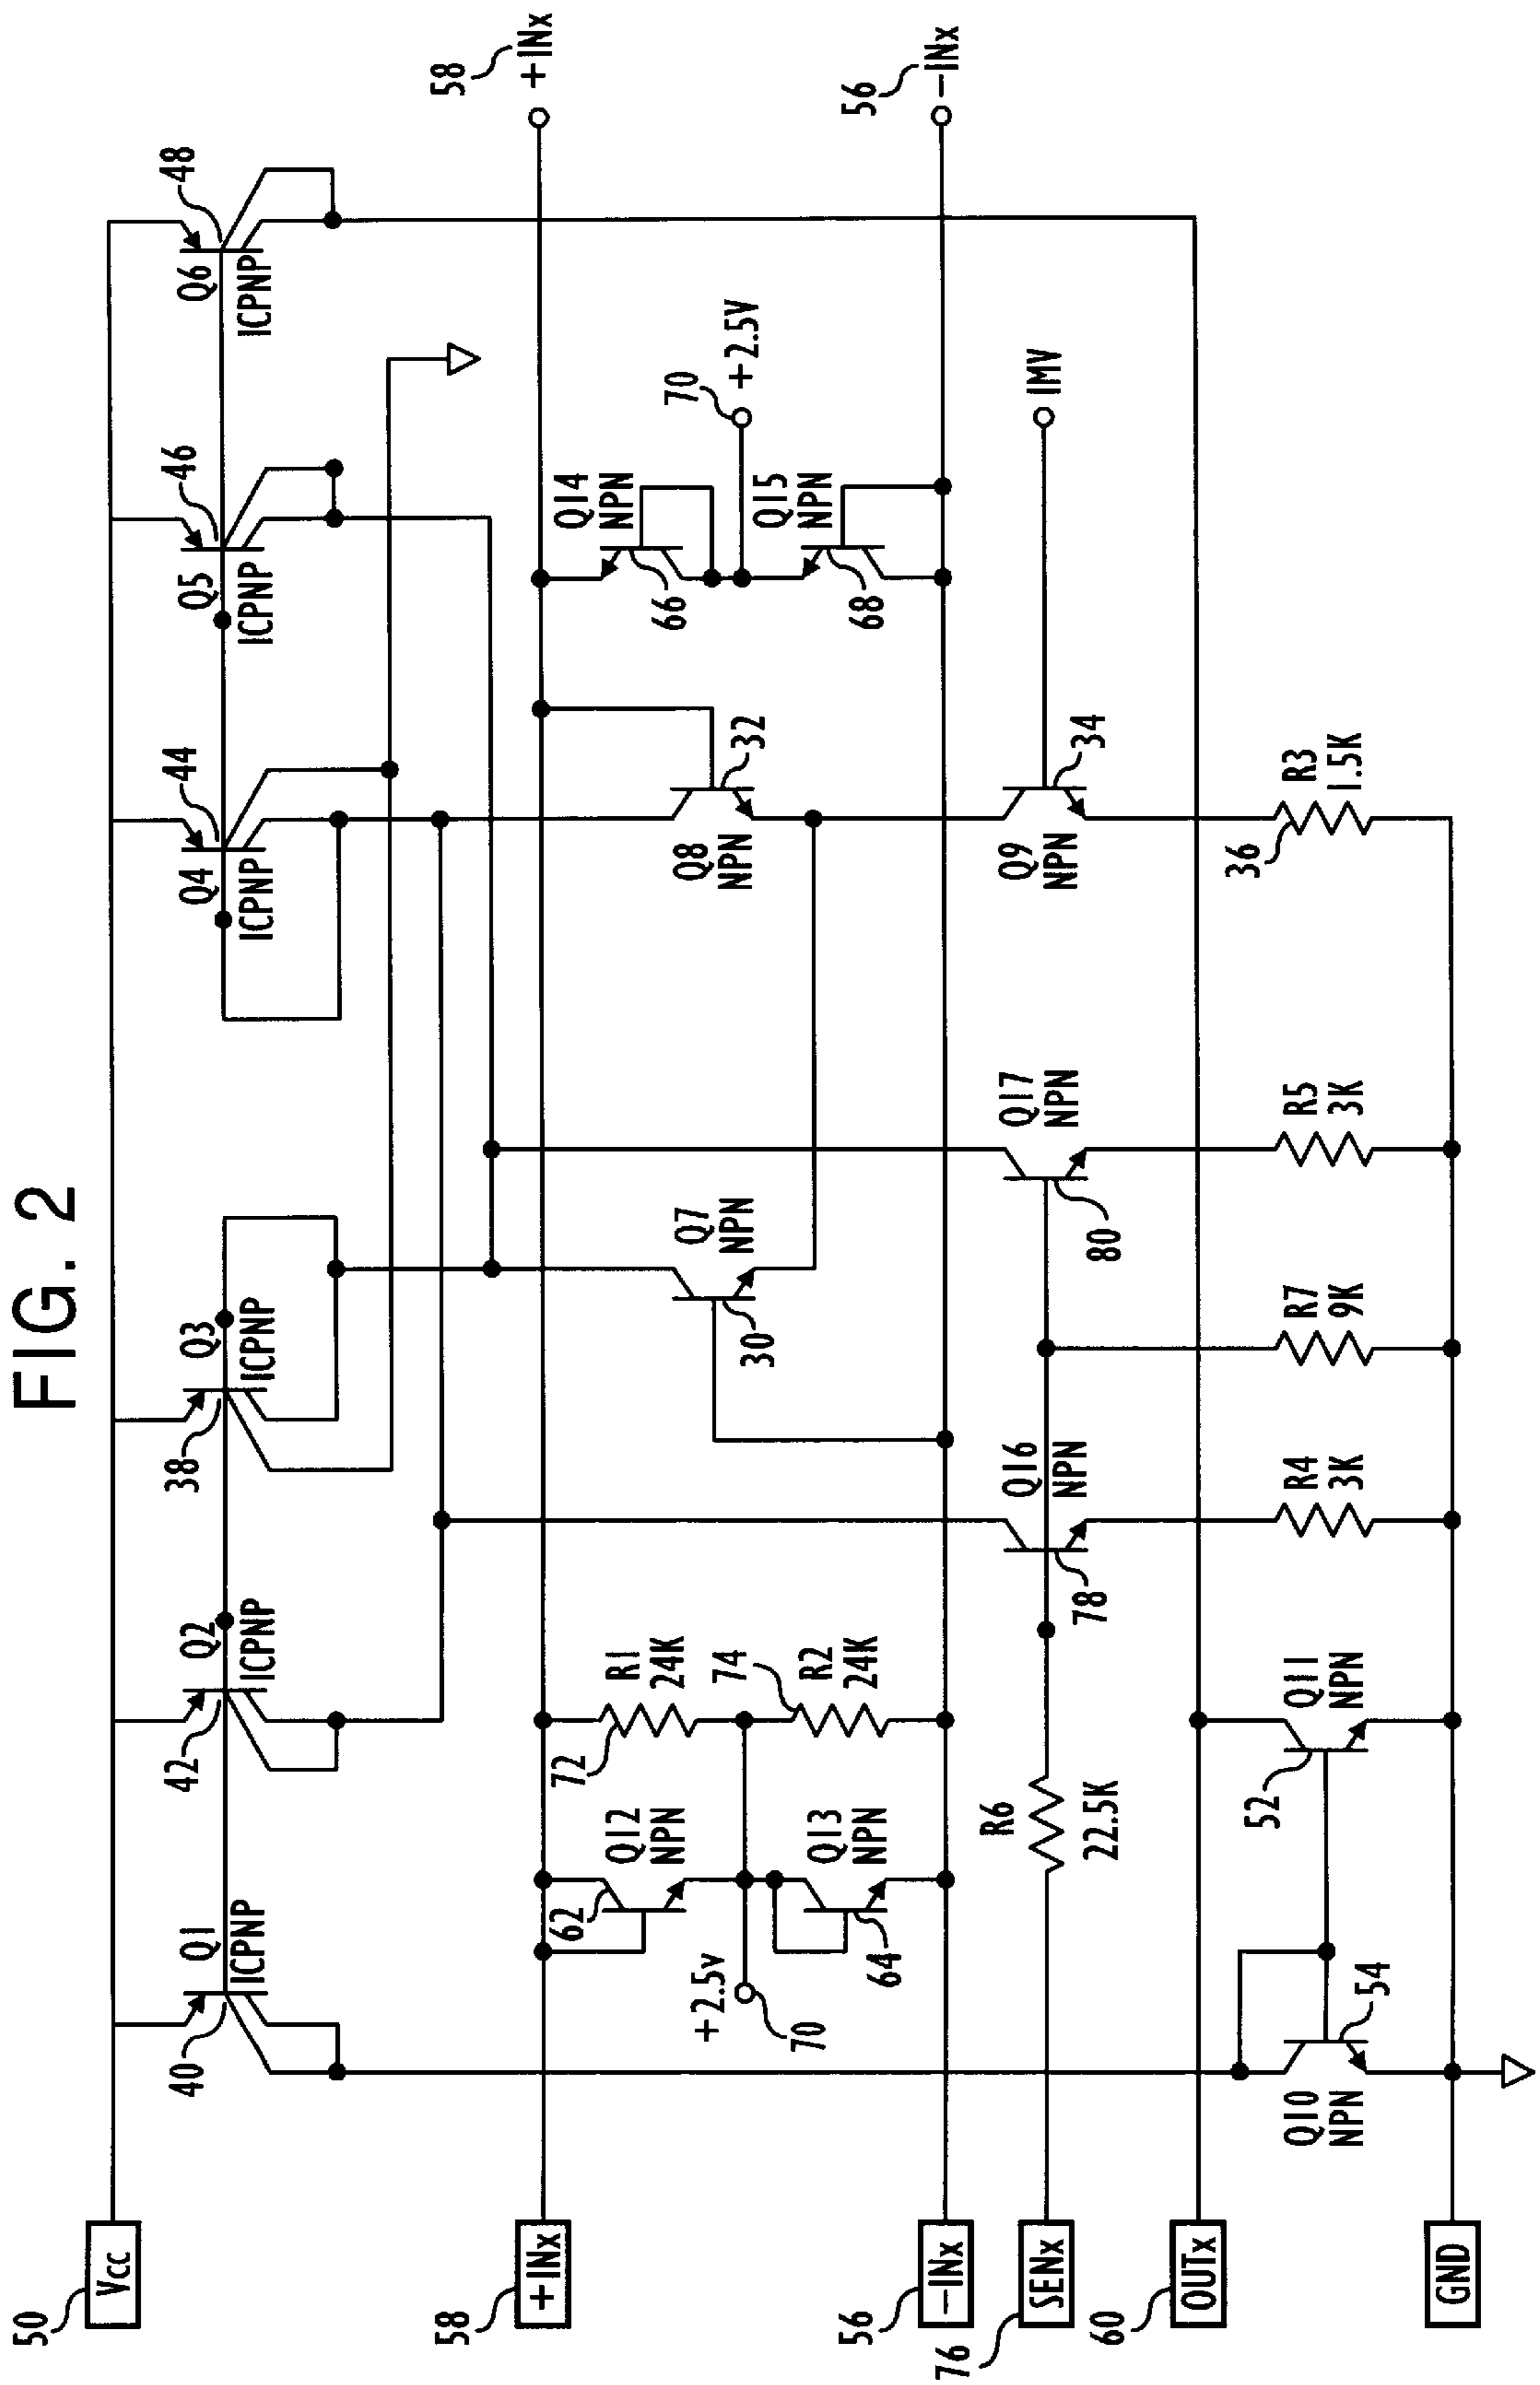 FIG. 2
50
Vcc
40
Q1
ICPNP
42
Q2
ICPNP
38
Q3
ICPNP
44
Q4
ICPNP
46
Q5
ICPNP
48
Q6
ICPNP
58
+INx
58
+INx
62
Q12
NPN
72
R1
24K
Q7
NPN
30
Q8
NPN
32
Q14
NPN
66
+2.5v
70
74
70
+2.5V
64
Q13
NPN
R2
24K
Q15
NPN
68
56
-INx
56
-INx
76
SENx
R6
22.5K
Q16
NPN
78
Q17
NPN
80
Q9
NPN
34
IMV
60
OUTx
Q10
NPN
54
52
Q11
NPN
R4
3K
R7
9K
R5
3K
36
R3
1.5K
GND